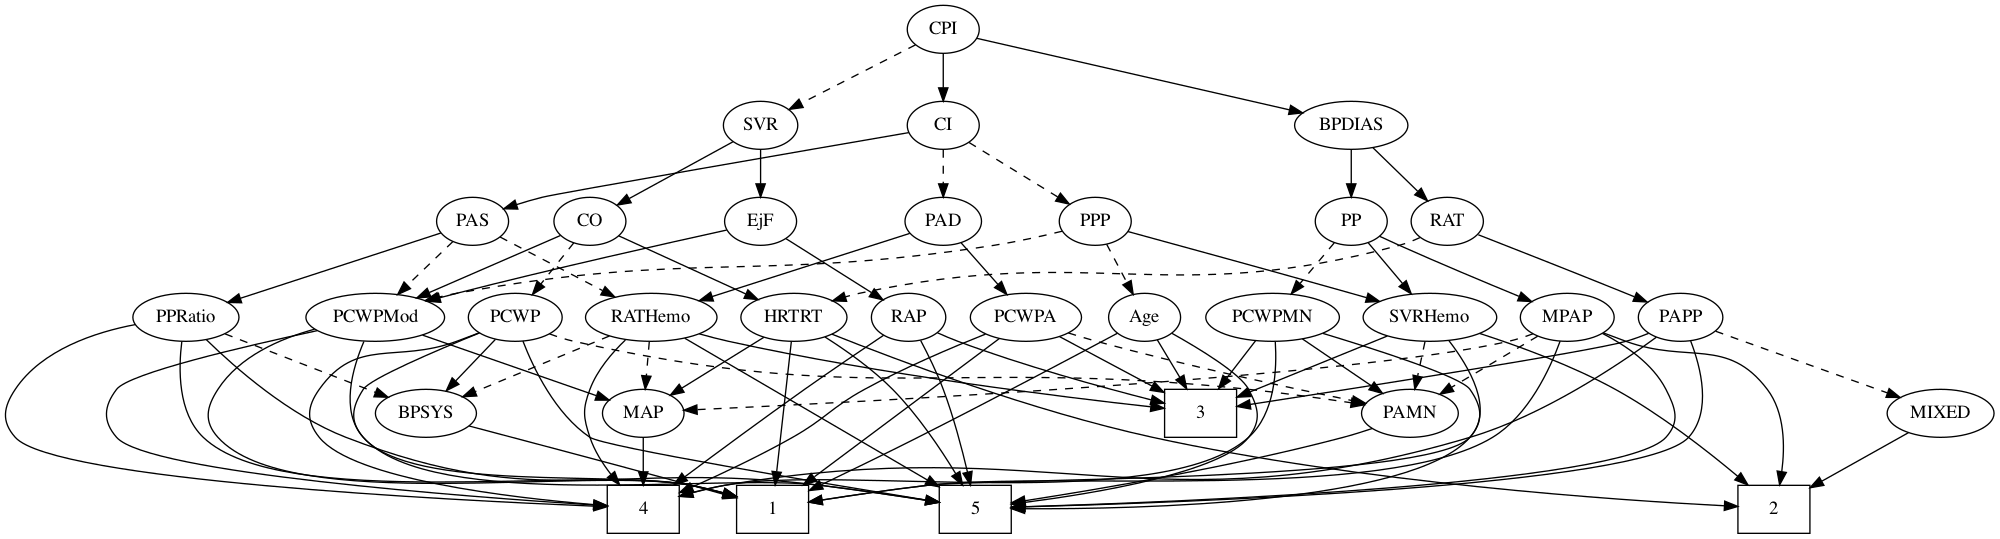 CPI
SVR
CI
BPDIAS
PAS
CO
EjF
PAD
PPP
PP
RAT
PPRatio
PCWPMod
PCWP
RATHemo
HRTRT
RAP
PCWPA
Age
PCWPMN
SVRHemo
MPAP
PAPP
BPSYS
MAP
3
PAMN
MIXED
4
1
5
2